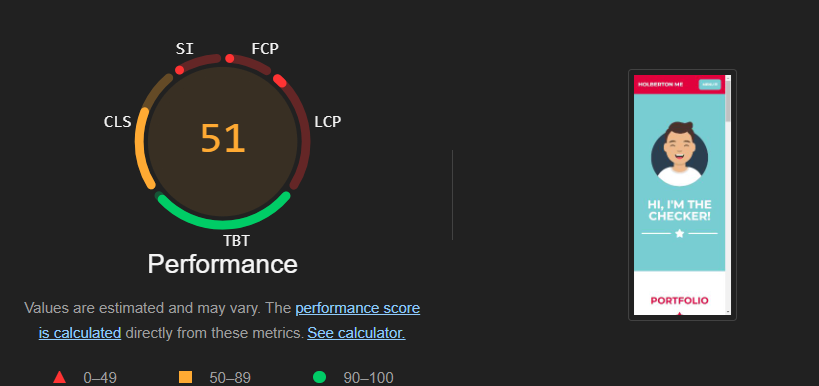 SI
FCP
CLS
51
LCP
TBT
Performance
Values are estimated and may vary. The performance score
is calculated directly from these metrics. See calculator.
0–49
50–89
90–100
HOLBERTON ME
HI, I'M THE
CHECKER!
PORTFOLIO